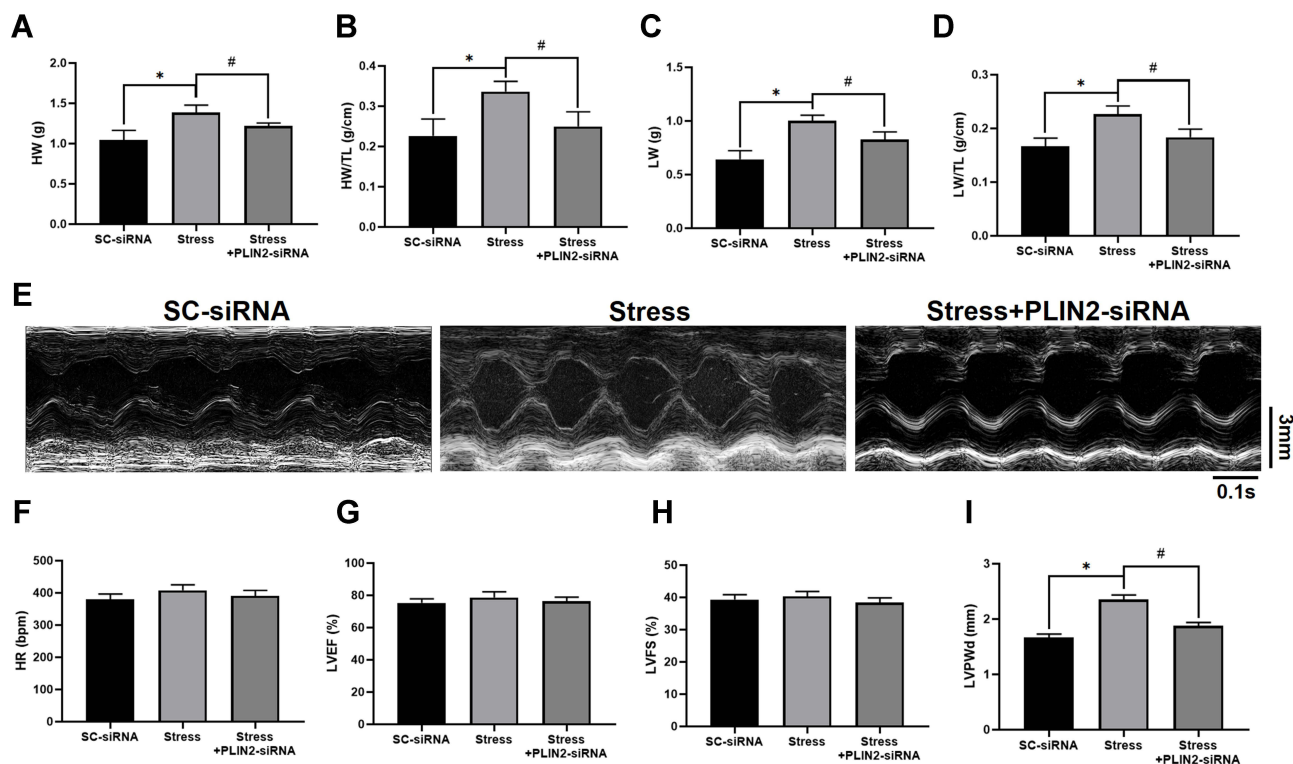 A
HW (g)
2.0
1.5
1.0
0.5
0.0
*
#
SC-siRNA
Stress
Stress
+PLIN2-siRNA
B
HW/TL (g/cm)
0.4
0.3
0.2
0.1
0.0
*
#
SC-siRNA
Stress
Stress
+PLIN2-siRNA
C
LW (g)
1.5
1.0
0.5
0.0
*
#
SC-siRNA
Stress
Stress
+PLIN2-siRNA
D
LW/TL (g/cm)
0.3
0.2
0.1
0.0
*
#
SC-siRNA
Stress
Stress
+PLIN2-siRNA
E
SC-siRNA
Stress
Stress+PLIN2-siRNA
3mm
0.1s
F
HR (bpm)
500
400
300
200
100
0
SC-siRNA
Stress
Stress
+PLIN2-siRNA
G
LVEF (%)
100
80
60
40
20
0
SC-siRNA
Stress
Stress
+PLIN2-siRNA
H
LVFS (%)
50
40
30
20
10
0
SC-siRNA
Stress
Stress
+PLIN2-siRNA
I
LVPWd (mm)
3
2
1
0
*
#
SC-siRNA
Stress
Stress
+PLIN2-siRNA